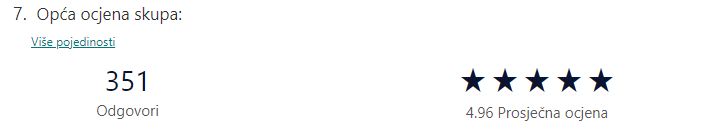 7. Opća ocjena skupa:
Više pojedinosti
351
Odgovori
4.96 Prosječna ocjena